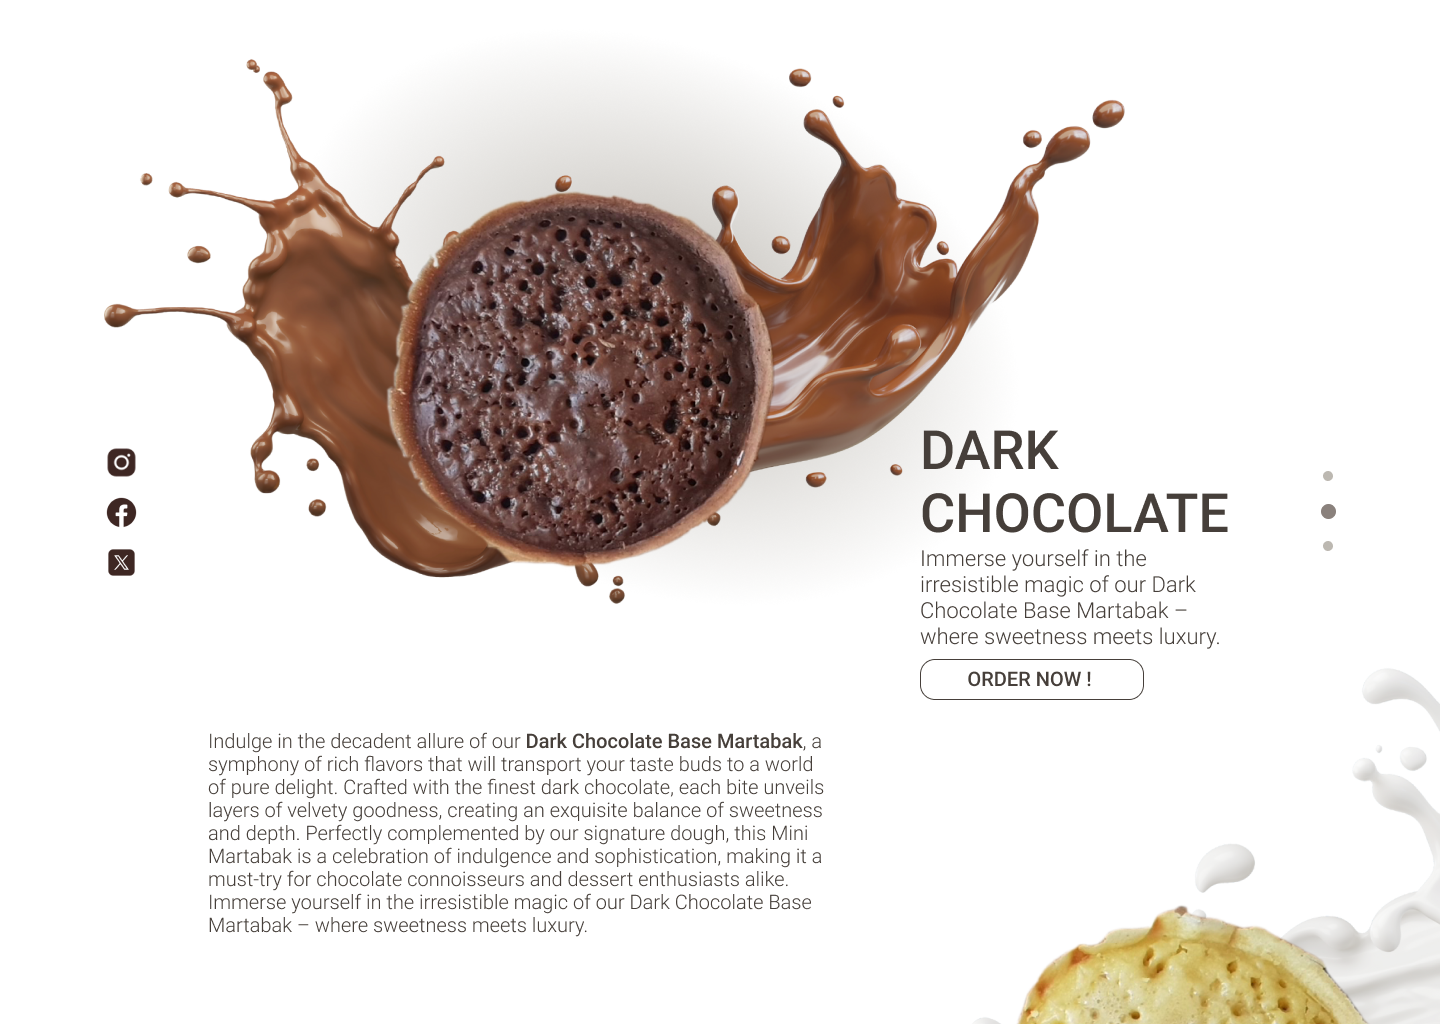 DARK
CHOCOLATE
Immerse yourself in the
irresistible magic of our Dark
Chocolate Base Martabak –
where sweetness meets luxury.
ORDER NOW !
Indulge in the decadent allure of our Dark Chocolate Base Martabak, a
symphony of rich flavors that will transport your taste buds to a world
of pure delight. Crafted with the finest dark chocolate, each bite unveils
layers of velvety goodness, creating an exquisite balance of sweetness
and depth. Perfectly complemented by our signature dough, this Mini
Martabak is a celebration of indulgence and sophistication, making it a
must-try for chocolate connoisseurs and dessert enthusiasts alike.
Immerse yourself in the irresistible magic of our Dark Chocolate Base
Martabak – where sweetness meets luxury.